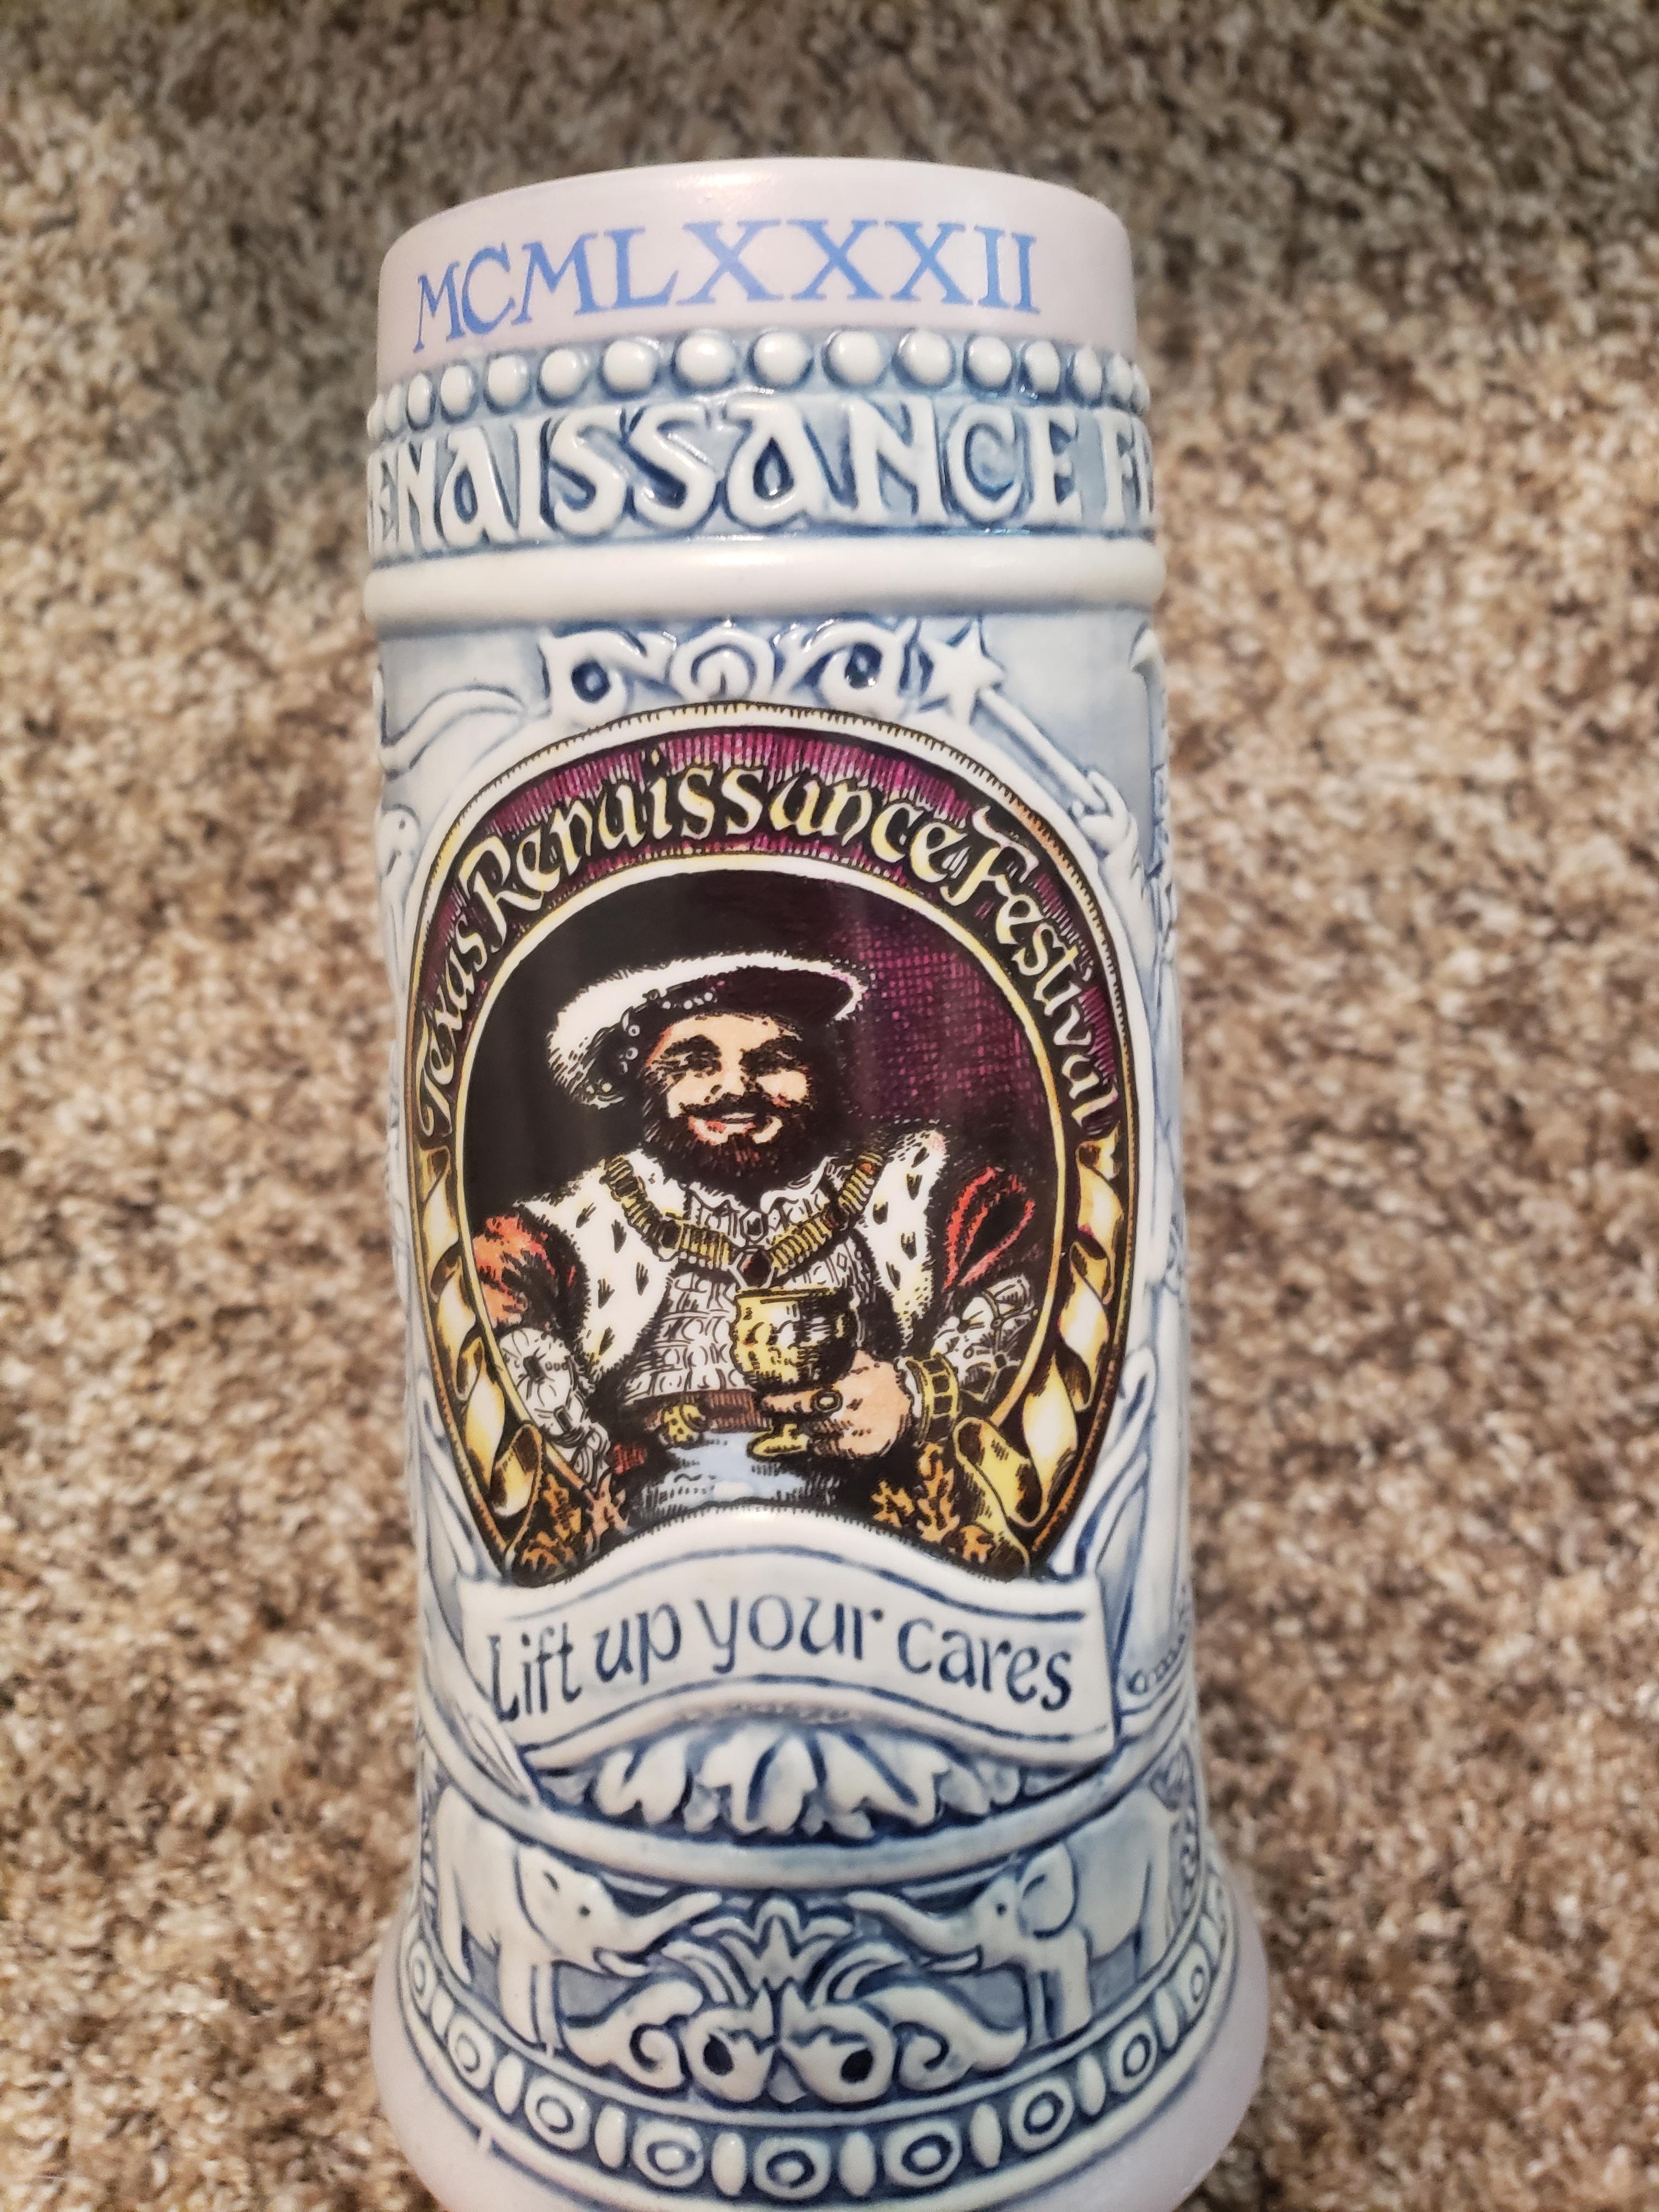 MCMLXXXII
RENAISSANCE
Texas Renaissance Festival
Lift up your cares